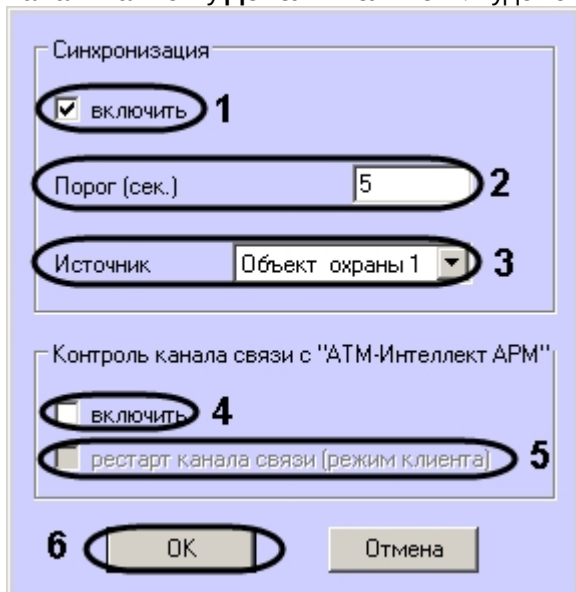 Синхронизация
включить 1
Порог (сек.) 5 2
Источник Объект охраны 1 3
Контроль канала связи с "АТМ-Интеллект АРМ"
включить 4
рестарт канала связи (режим клиента) 5
6 OK Отмена